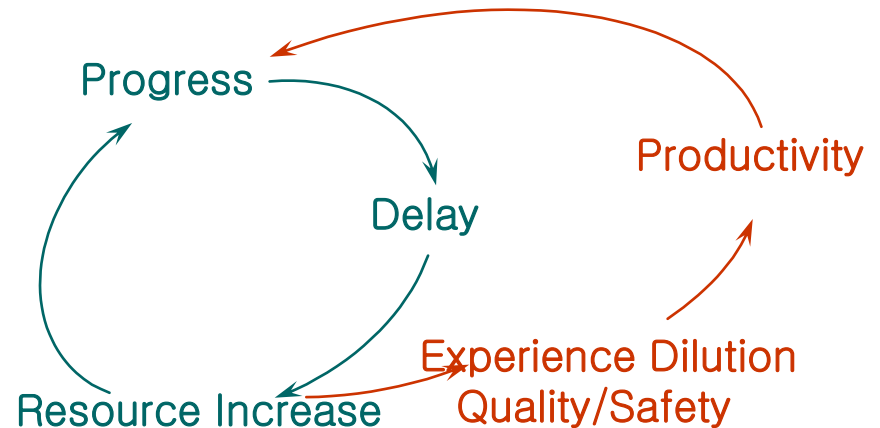 Progress
Productivity
Delay
Experience Dilution
Quality/Safety
Resource Increase